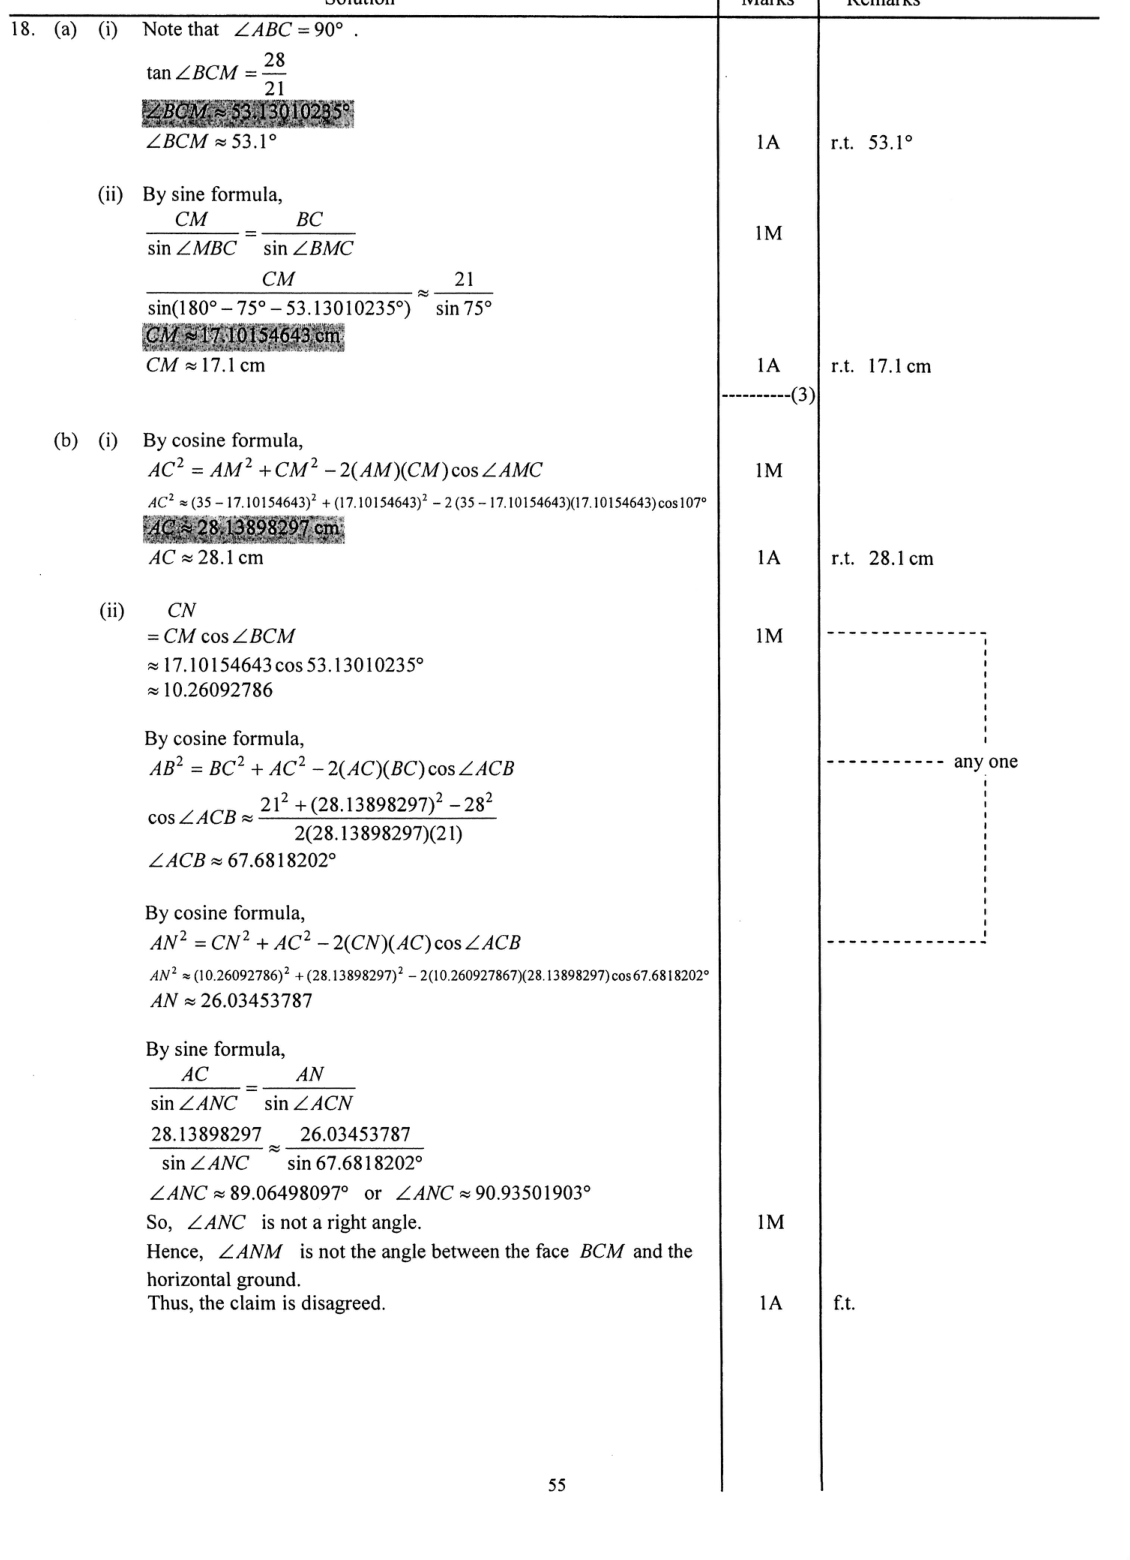 Solution Marks Remarks
18. (a) (i) Note that ∠ABC = 90° .
tan ∠BCM = 28/21
∠BCM ≈ 53.13010235°
∠BCM ≈ 53.1° 1A r.t. 53.1°
(ii) By sine formula,
CM/sin ∠MBC = BC/sin ∠BMC 1M
CM/sin(180° − 75° − 53.13010235°) ≈ 21/sin 75°
CM ≈ 17.10154643 cm
CM ≈ 17.1 cm 1A r.t. 17.1 cm
----------(3)
(b) (i) By cosine formula,
AC² = AM² + CM² − 2(AM)(CM) cos ∠AMC 1M
AC² ≈ (35 − 17.10154643)² + (17.10154643)² − 2 (35 − 17.10154643)(17.10154643) cos 107°
AC ≈ 28.13898297 cm
AC ≈ 28.1 cm 1A r.t. 28.1 cm
(ii) CN
= CM cos ∠BCM 1M
≈ 17.10154643 cos 53.13010235°
≈ 10.26092786
By cosine formula,
AB² = BC² + AC² − 2(AC)(BC) cos ∠ACB any one
cos ∠ACB ≈ 21² + (28.13898297)² − 28²/2(28.13898297)(21)
∠ACB ≈ 67.6818202°
By cosine formula,
AN² = CN² + AC² − 2(CN)(AC) cos ∠ACB
AN² ≈ (10.26092786)² + (28.13898297)² − 2(10.260927867)(28.13898297) cos 67.6818202°
AN ≈ 26.03453787
By sine formula,
AC/sin ∠ANC = AN/sin ∠ACN
28.13898297/sin ∠ANC ≈ 26.03453787/sin 67.6818202°
∠ANC ≈ 89.06498097° or ∠ANC ≈ 90.93501903°
So, ∠ANC is not a right angle. 1M
Hence, ∠ANM is not the angle between the face BCM and the
horizontal ground.
Thus, the claim is disagreed. 1A f.t.
55